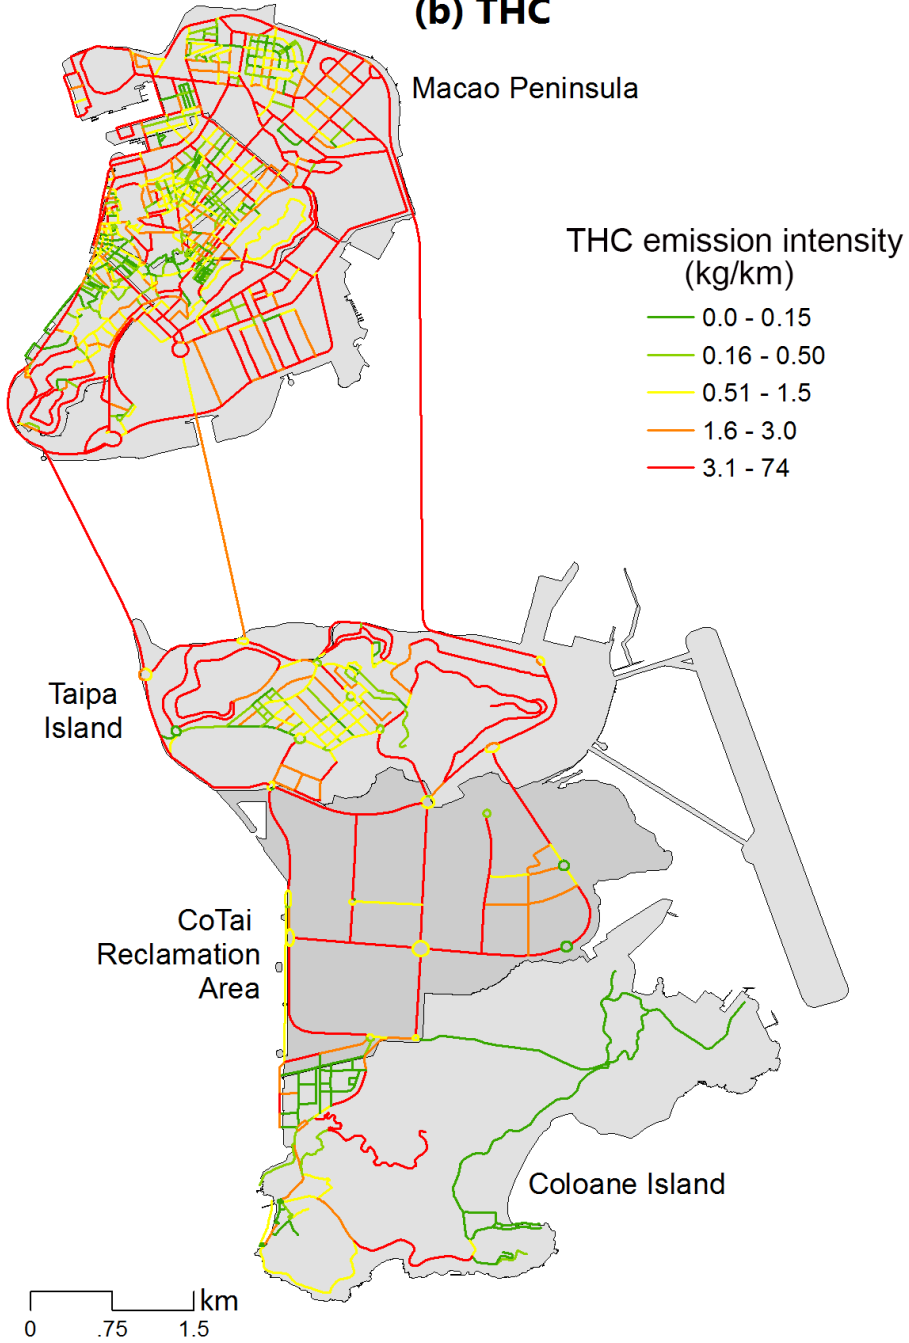 (b) THC
Macao Peninsula
THC emission intensity
(kg/km)
0.0 - 0.15
0.16 - 0.50
0.51 - 1.5
1.6 - 3.0
3.1 - 74
Taipa
Island
CoTai
Reclamation
Area
Coloane Island
km
0 .75 1.5